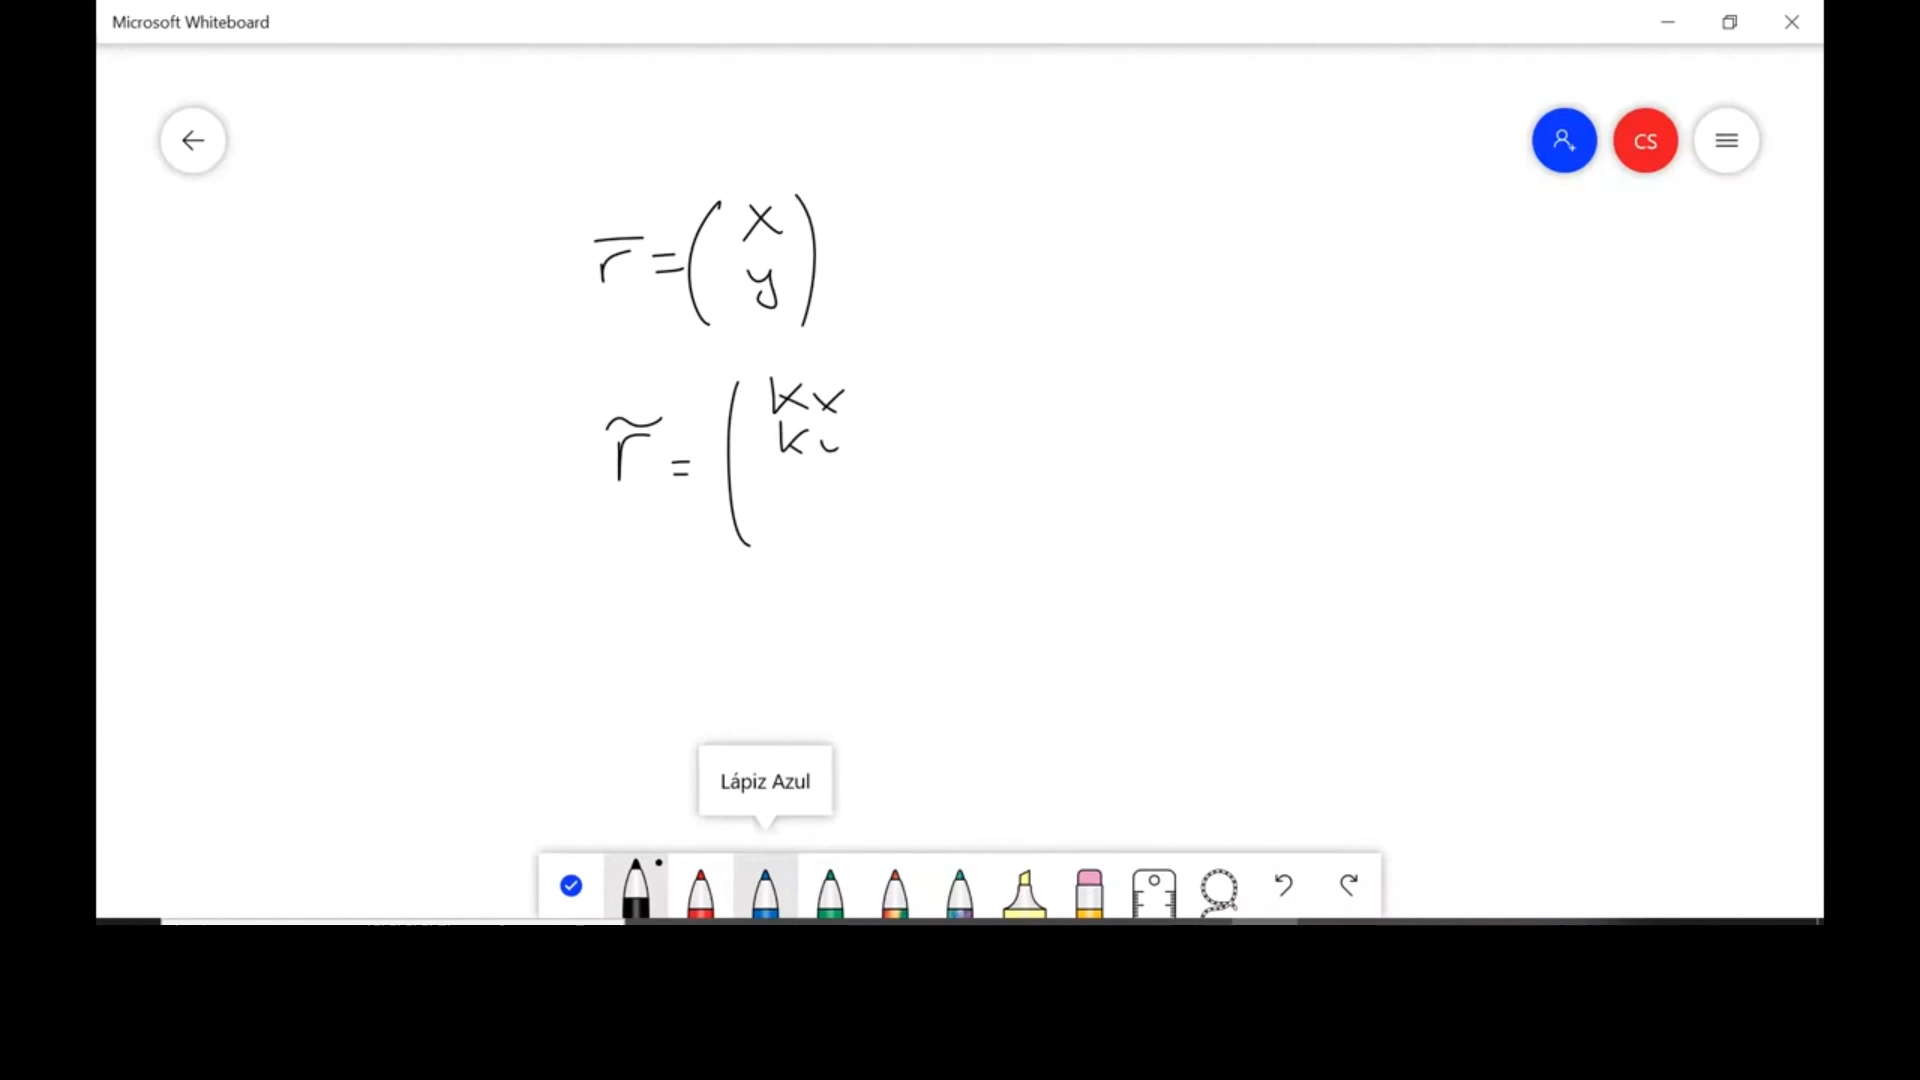 Microsoft Whiteboard
CS
r̅ = ( x
y )
r̃ = ( kx
k
Lápiz Azul